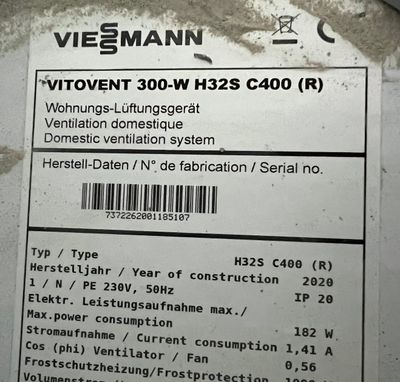 VIESSMANN
VITOVENT 300-W H32S C400 (R)
Wohnungs-Lüftungsgerät
Ventilation domestique
Domestic ventilation system
Herstell-Daten / N° de fabrication / Serial no.
7372262001185107
Typ / Type H32S C400 (R)
Herstelljahr / Year of construction 2020
1 / N / PE 230V, 50Hz IP 20
Elektr. Leistungsaufnahme max./
Max.power consumption 182 W
Stromaufnahme / Current consumption 1,41 A
Cos (phi) Ventilator / Fan 0,56
Frostschutzheizung/Frostprotection